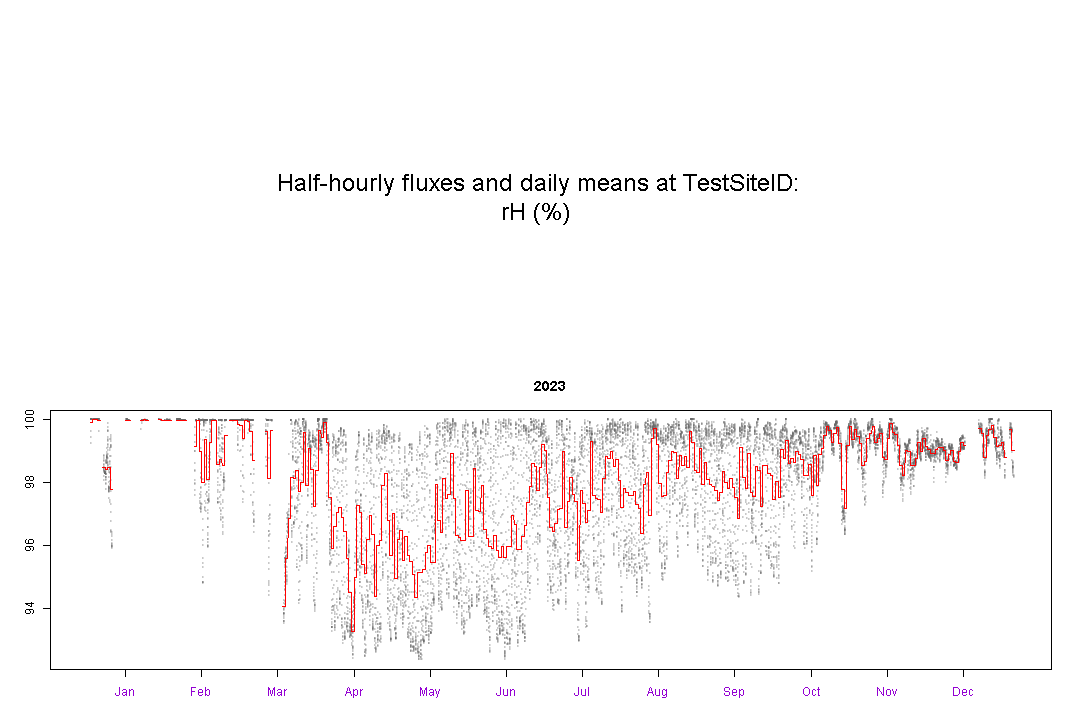 Half-hourly fluxes and daily means at TestSiteID:
rH (%)
2023
100
98
96
94
Jan Feb Mar Apr May Jun Jul Aug Sep Oct Nov Dec